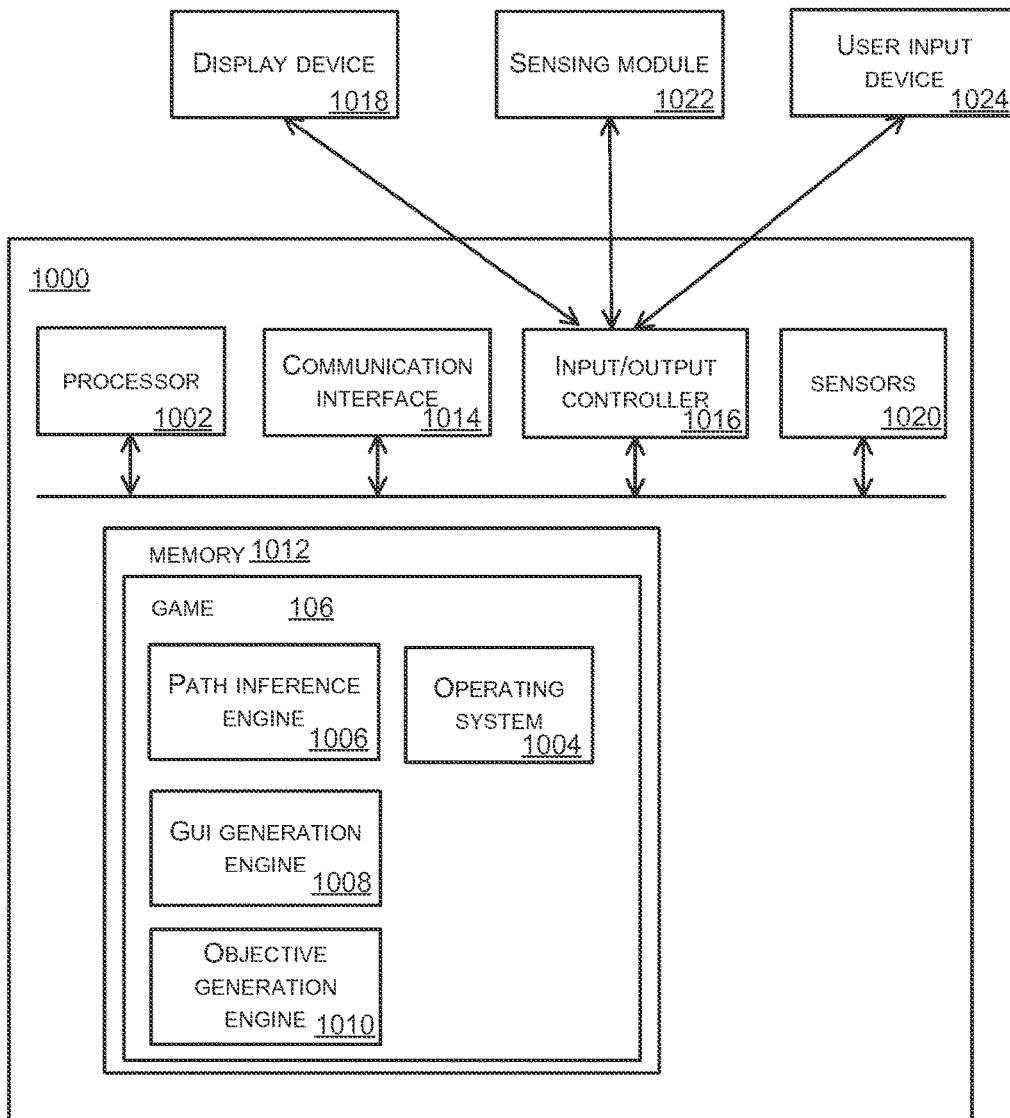 DISPLAY DEVICE
1018
SENSING MODULE
1022
USER INPUT
DEVICE
1024
1000
PROCESSOR
1002
COMMUNICATION
INTERFACE
1014
INPUT/OUTPUT
CONTROLLER
1016
SENSORS
1020
MEMORY 1012
GAME 106
PATH INFERENCE
ENGINE
1006
OPERATING
SYSTEM
1004
GUI GENERATION
ENGINE
1008
OBJECTIVE
GENERATION
ENGINE
1010